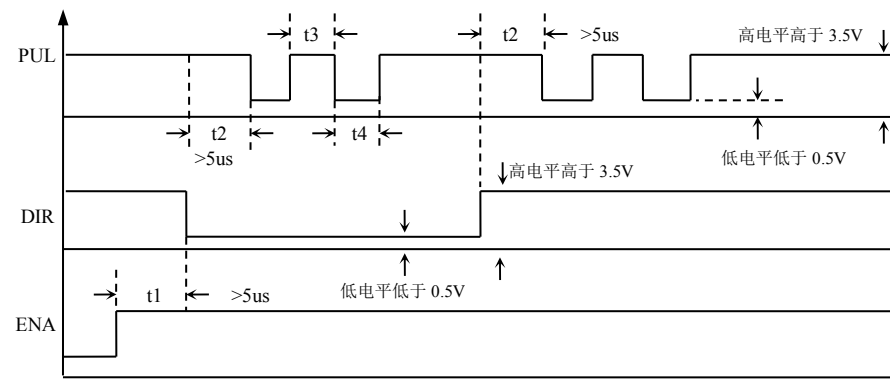 t3
t2
>5us
高电平高于 3.5V
PUL
t2
t4
>5us
低电平低于 0.5V
高电平高于 3.5V
DIR
低电平低于 0.5V
t1
>5us
ENA